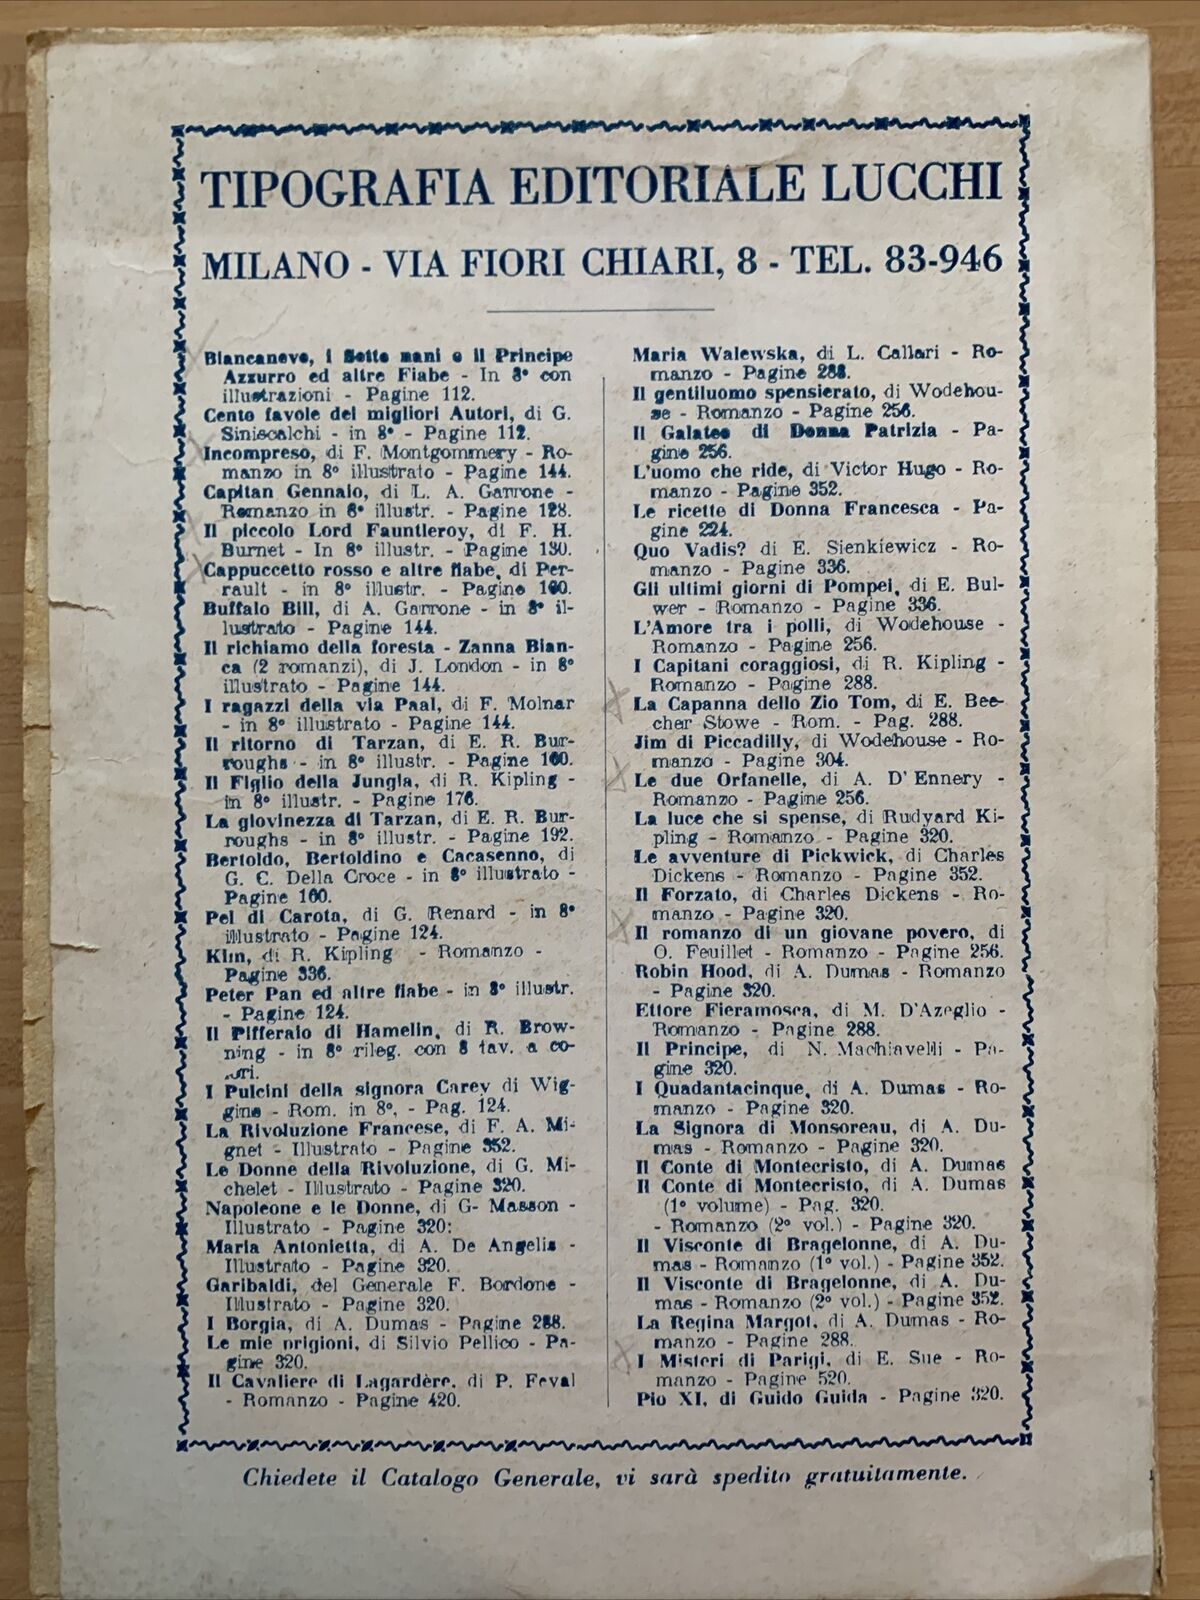 TIPOGRAFIA EDITORIALE LUCCHI
MILANO - VIA FIORI CHIARI, 8 - TEL. 83-946
Biancaneve, i Sette nani e il Principe
Azzurro ed altre Fiabe - In 8° con
illustrazioni - Pagine 112.
Cento favole dei migliori Autori, di G.
Siniscalchi - in 8° - Pagine 112.
Incompreso, di F. Montgommery - Ro-
manzo in 8° illustrato - Pagine 144.
Capitan Gennaio, di L. A. Garrone -
Romanzo in 8° illustr. - Pagine 128.
Il piccolo Lord Fauntleroy, di F. H.
Burnet - In 8° illustr. - Pagine 130.
Cappuccetto rosso e altre fiabe, di Per-
rault - in 8° illustr. - Pagine 160.
Buffalo Bill, di A. Garrone - in 8° il-
lustrato - Pagine 144.
Il richiamo della foresta - Zanna Bian-
ca (2 romanzi), di J. London - in 8°
illustrato - Pagine 144.
I ragazzi della via Paal, di F. Molnar
- in 8° illustrato - Pagine 144.
Il ritorno di Tarzan, di E. R. Bur-
roughs - in 8° illustr. - Pagine 160.
Il Figlio della Jungla, di R. Kipling -
in 8° illustr. - Pagine 176.
La giovinezza di Tarzan, di E. R. Bur-
roughs - in 8° illustr. - Pagine 192.
Bertoldo, Bertoldino e Cacasenno, di
G. C. Della Croce - in 8° illustrato -
Pagine 160.
Pel di Carota, di G. Renard - in 8°
illustrato - Pagine 124.
Kim, di R. Kipling - Romanzo -
Pagine 336.
Peter Pan ed altre fiabe - in 8° illustr.
- Pagine 124.
Il Pifferaio di Hamelin, di R. Brow-
ning - in 8° rileg. con 8 tav. a co-
ori.
I Pulcini della signora Carey di Wig-
gins - Rom. in 8°, - Pag. 124.
La Rivoluzione Francese, di F. A. Mi-
gnet - Illustrato - Pagine 352.
Le Donne della Rivoluzione, di G. Mi-
chelet - Illustrato - Pagine 320.
Napoleone e le Donne, di G- Masson -
Illustrato - Pagine 320:
Maria Antonietta, di A. De Angelis -
Illustrato - Pagine 320.
Garibaldi, del Generale F. Bordone -
Illustrato - Pagine 320.
I Borgia, di A. Dumas - Pagine 288.
Le mie prigioni, di Silvio Pellico - Pa-
gine 320.
Il Cavaliere di Lagardère, di P. Feval
- Romanzo - Pagine 420.
Maria Walewska, di L. Callari - Ro-
manzo - Pagine 288.
Il gentiluomo spensierato, di Wodehou-
se - Romanzo - Pagine 256.
Il Galateo di Donna Patrizia - Pa-
gine 256.
L'uomo che ride, di Victor Hugo - Ro-
manzo - Pagine 352.
Le ricette di Donna Francesca - Pa-
gine 224.
Quo Vadis? di E. Sienkiewicz - Ro-
manzo - Pagine 336.
Gli ultimi giorni di Pompei, di E. Bul-
wer - Romanzo - Pagine 336.
L'Amore tra i polli, di Wodehouse -
Romanzo - Pagine 256.
I Capitani coraggiosi, di R. Kipling -
Romanzo - Pagine 288.
La Capanna dello Zio Tom, di E. Bee-
cher Stowe - Rom. - Pag. 288.
Jim di Piccadilly, di Wodehouse - Ro-
manzo - Pagine 304.
Le due Orfanelle, di A. D'Ennery -
Romanzo - Pagine 256.
La luce che si spense, di Rudyard Ki-
pling - Romanzo - Pagine 320.
Le avventure di Pickwick, di Charles
Dickens - Romanzo - Pagine 352.
Il Forzato, di Charles Dickens - Ro-
manzo - Pagine 320.
Il romanzo di un giovane povero, di
O. Feuillet - Romanzo - Pagine 256.
Robin Hood, di A. Dumas - Romanzo
- Pagine 320.
Ettore Fieramosca, di M. D'Azeglio -
Romanzo - Pagine 288.
Il Principe, di N. Machiavelli - Pa-
gine 320.
I Quadantacinque, di A. Dumas - Ro-
manzo - Pagine 320.
La Signora di Monsoreau, di A. Du-
mas - Romanzo - Pagine 320.
Il Conte di Montecristo, di A. Dumas
Il Conte di Montecristo, di A. Dumas
(1° volume) - Pag. 320.
- Romanzo (2° vol.) - Pagine 320.
Il Visconte di Bragelonne, di A. Du-
mas - Romanzo (1° vol.) - Pagine 352.
Il Visconte di Bragelonne, di A. Du-
mas - Romanzo (2° vol.) - Pagine 352.
La Regina Margot, di A. Dumas - Ro-
manzo - Pagine 288.
I Misteri di Parigi, di E. Sue - Ro-
manzo - Pagine 520.
Pio XI, di Guido Guida - Pagine 320.
Chiedete il Catalogo Generale, vi sarà spedito gratuitamente.